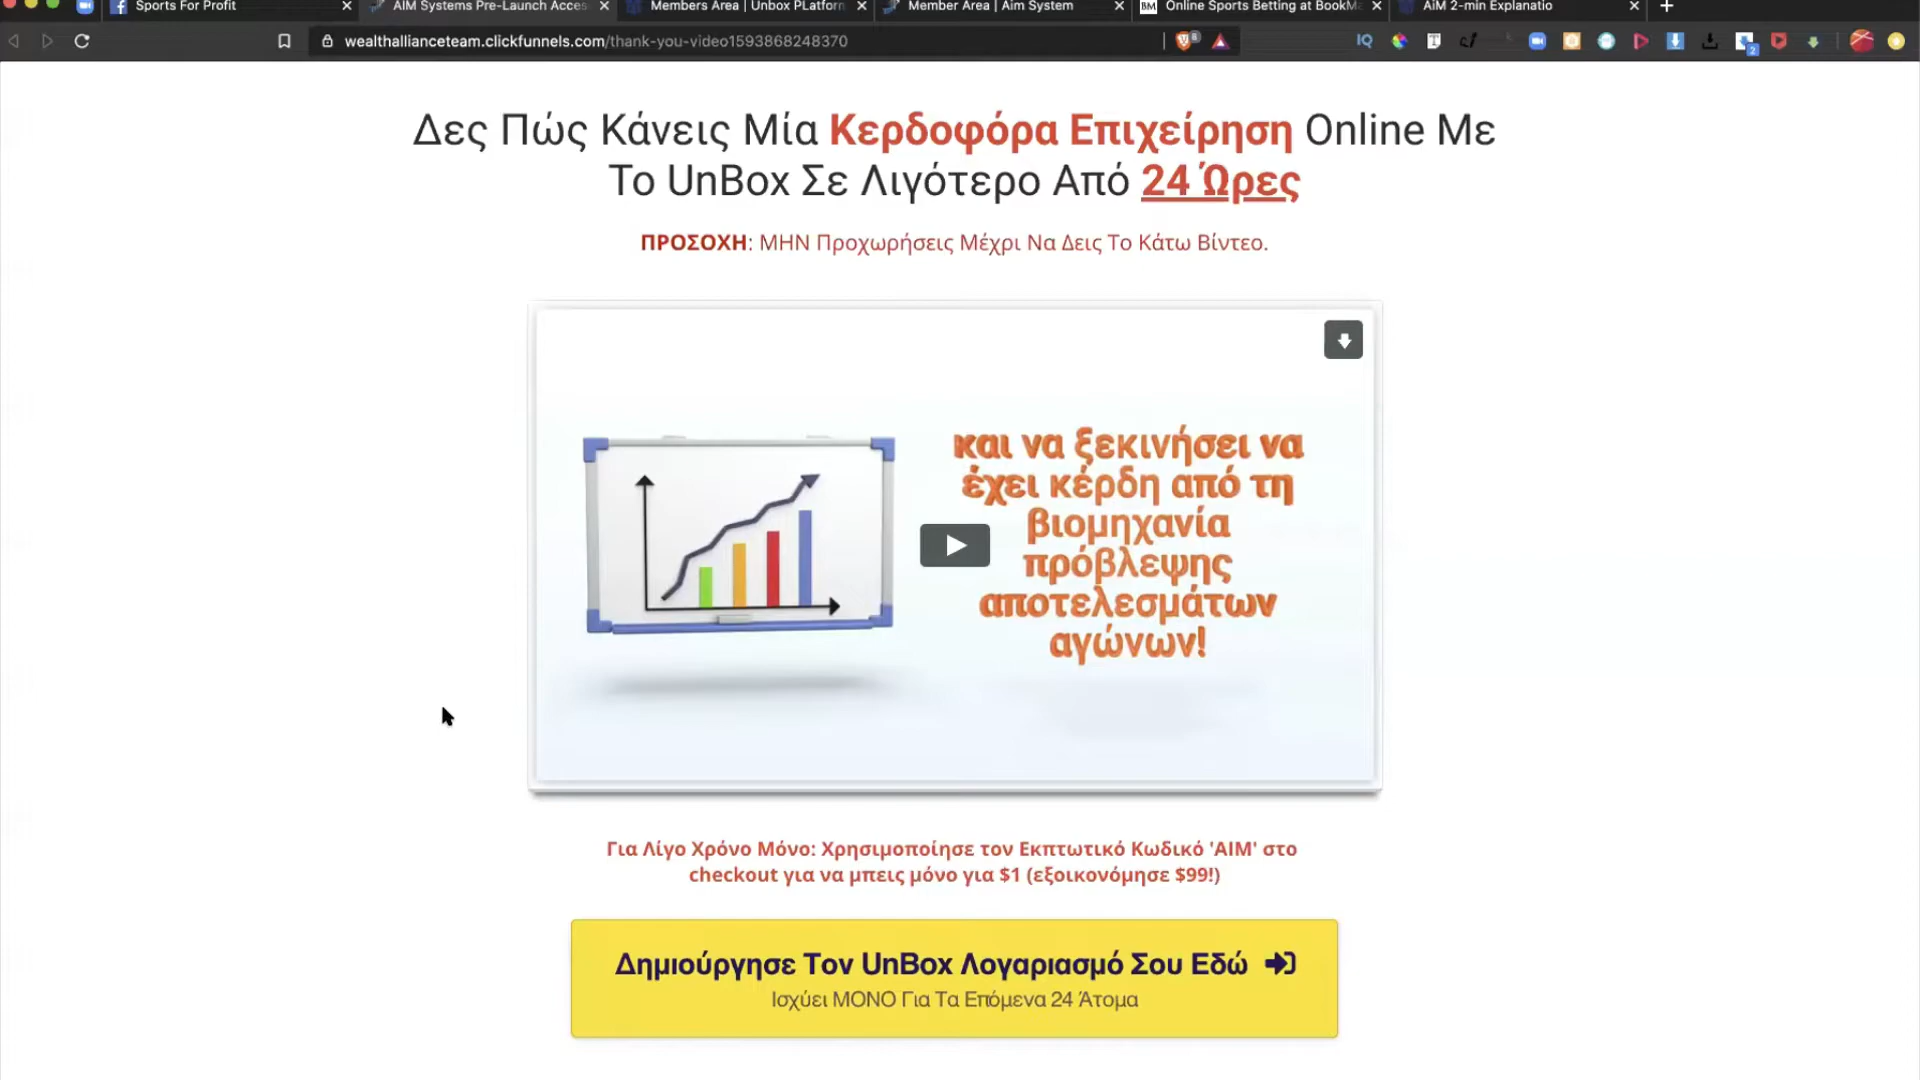 Sports For Profit
AIM Systems Pre-Launch Acces
Members Area | Unbox PLatform
Member Area | Aim System
BM
Online Sports Betting at BookMa
AiM 2-min Explanatio
wealthallianceteam.clickfunnels.com/thank-you-video1593868248370
IQ
Δες Πώς Κάνεις Μία Κερδοφόρα Επιχείρηση Online Με
Το UnBox Σε Λιγότερο Από 24 Ώρες
ΠΡΟΣΟΧΗ: ΜΗΝ Προχωρήσεις Μέχρι Να Δεις Το Κάτω Βίντεο.
και να ξεκινήσει να
έχει κέρδη από τη
βιομηχανία
πρόβλεψης
αποτελεσμάτων
αγώνων!
Για Λίγο Χρόνο Μόνο: Χρησιμοποίησε τον Εκπτωτικό Κωδικό 'AIM' στο
checkout για να μπεις μόνο για $1 (εξοικονόμησε $99!)
Δημιούργησε Τον UnBox Λογαριασμό Σου Εδώ
Ισχύει ΜΟΝΟ Για Τα Επόμενα 24 Άτομα